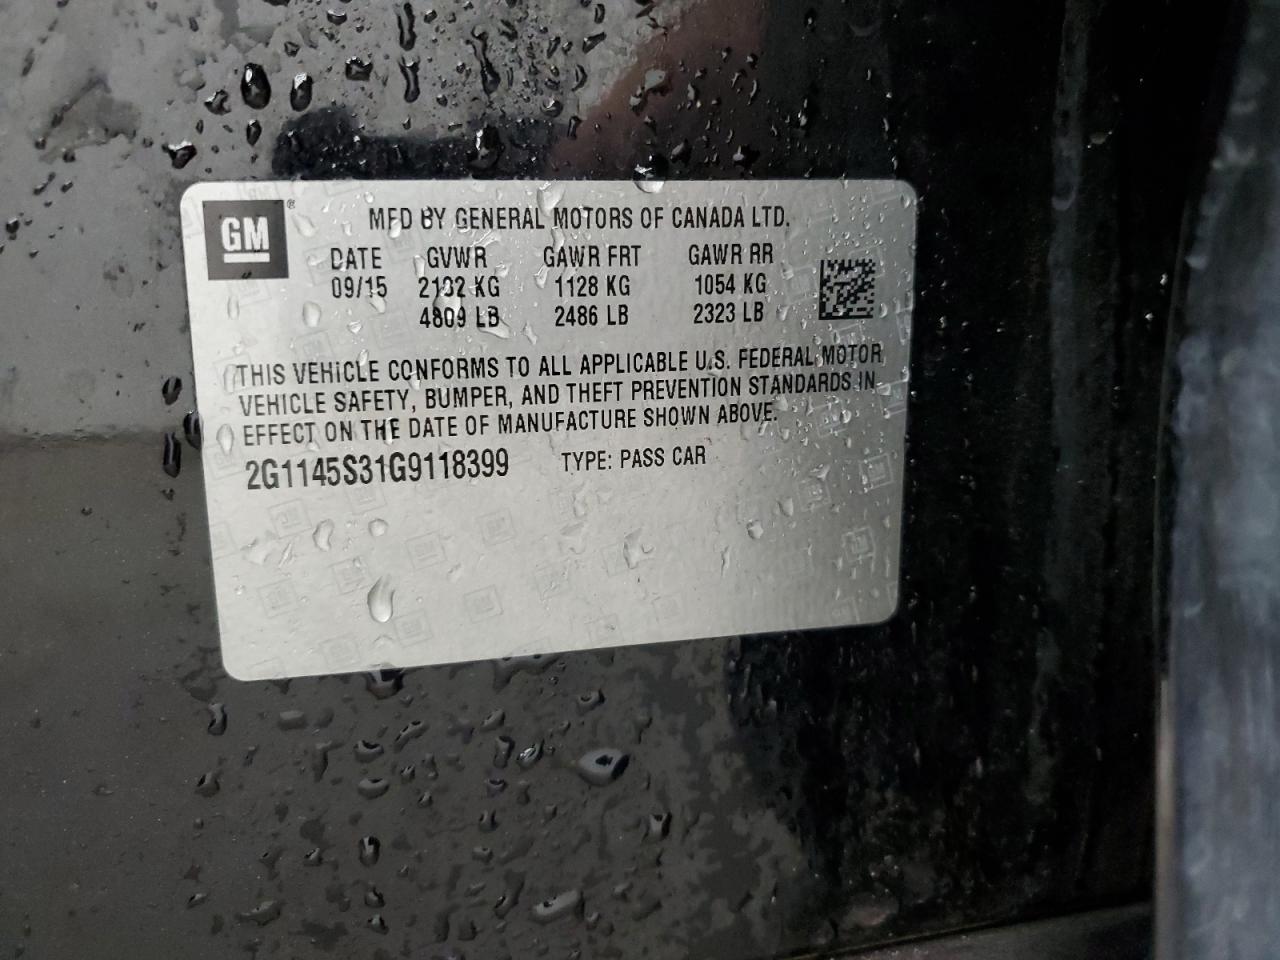 GM ®
MFD BY GENERAL MOTORS OF CANADA LTD.
DATE GVWR GAWR FRT GAWR RR
09/15 2182 KG 1128 KG 1054 KG
4809 LB 2486 LB 2323 LB
THIS VEHICLE CONFORMS TO ALL APPLICABLE U.S. FEDERAL MOTOR
VEHICLE SAFETY, BUMPER, AND THEFT PREVENTION STANDARDS IN
EFFECT ON THE DATE OF MANUFACTURE SHOWN ABOVE.
2G1145S31G9118399 TYPE: PASS CAR